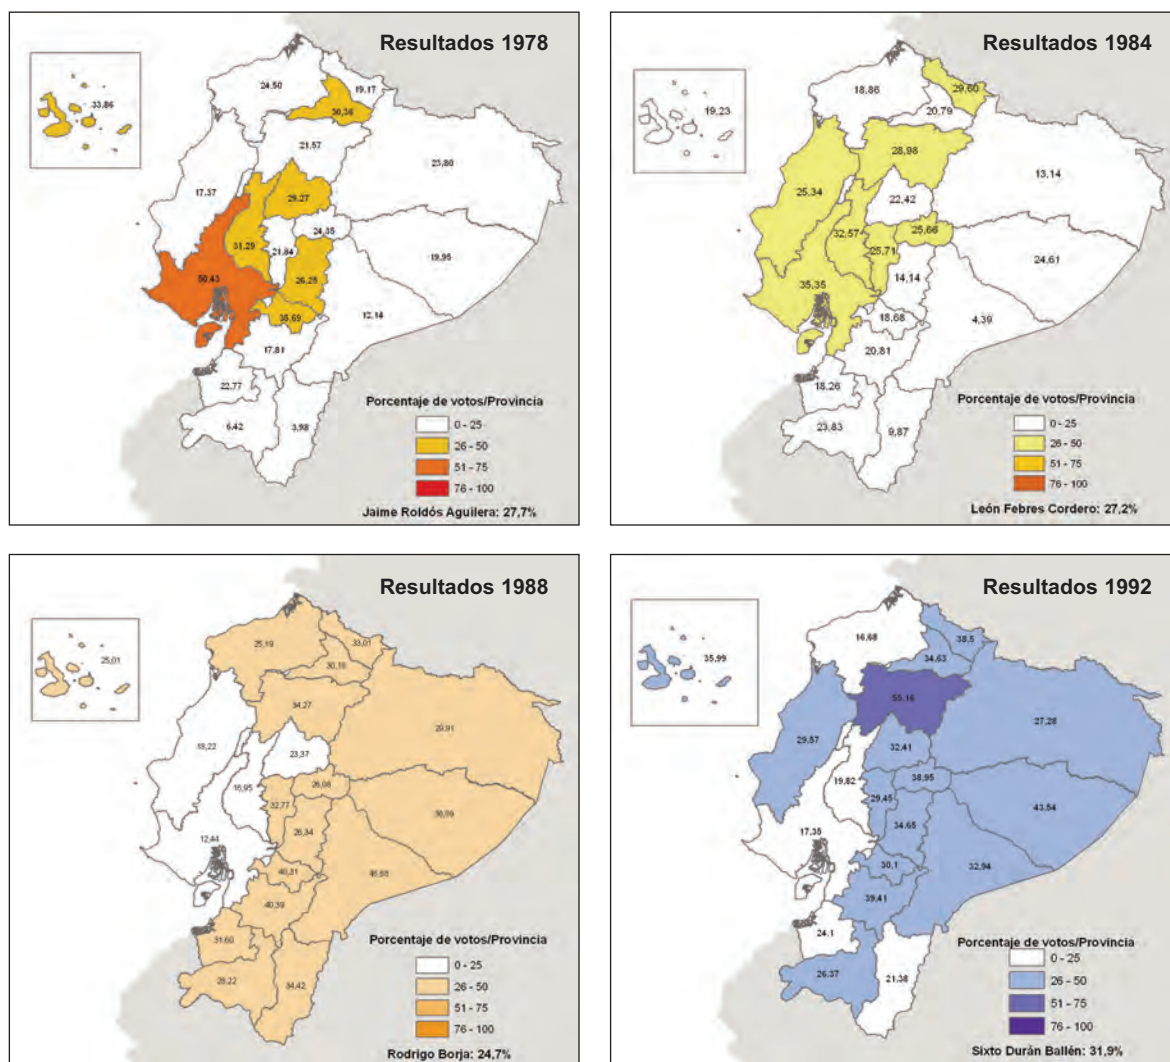 Resultados 1978
24,50
19,17
33,86
30,36
21,57
23,80
17,37
29,27
24,35
31,29
21,84
19,95
26,25
50,43
35,69
12,14
17,81
22,77
6,42
3,98
Porcentaje de votos/Provincia
0 - 25
26 - 50
51 - 75
76 - 100
Jaime Roldós Aguilera: 27,7%
Resultados 1984
29,60
18,86
19,23
20,79
28,98
13,14
25,34
22,42
32,57
25,66
25,71
24,61
14,14
35,35
18,68
4,39
20,81
18,26
23,83
9,87
Porcentaje de votos/Provincia
0 - 25
26 - 50
51 - 75
76 - 100
León Febres Cordero: 27,2%
Resultados 1988
25,19
33,01
25,01
30,18
34,27
29,91
18,22
23,37
26,08
16,95
32,77
26,34
12,44
40,39
31,60
28,22
34,42
Porcentaje de votos/Provincia
0 - 25
26 - 50
51 - 75
76 - 100
Rodrigo Borja: 24,7%
Resultados 1992
16,68
38,5
35,99
34,63
55,16
27,28
29,57
32,41
38,95
19,82
29,45
43,54
34,65
17,35
30,1
32,94
39,41
24,1
26,37
21,38
Porcentaje de votos/Provincia
0 - 25
26 - 50
51 - 75
76 - 100
Sixto Durán Ballén: 31,9%